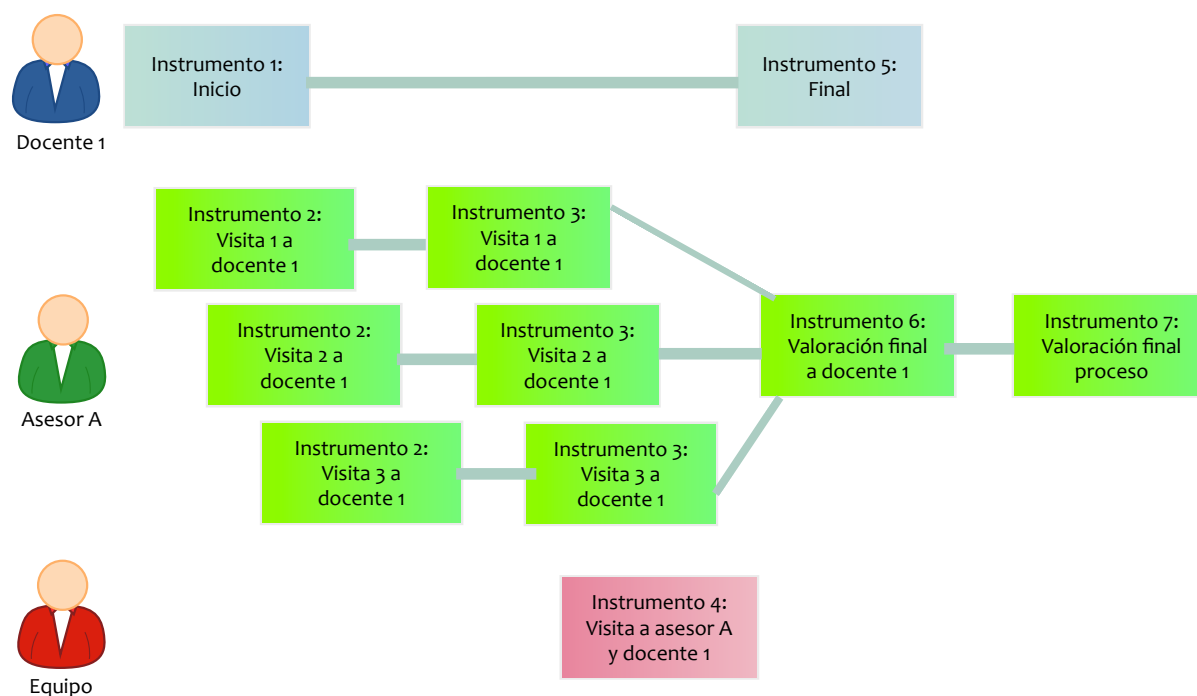 Instrumento 1:
Inicio
Instrumento 5:
Final
Docente 1
Instrumento 2:
Visita 1 a
docente 1
Instrumento 3:
Visita 1 a
docente 1
Instrumento 2:
Visita 2 a
docente 1
Instrumento 3:
Visita 2 a
docente 1
Instrumento 6:
Valoración final
a docente 1
Instrumento 7:
Valoración final
proceso
Asesor A
Instrumento 2:
Visita 3 a
docente 1
Instrumento 3:
Visita 3 a
docente 1
Instrumento 4:
Visita a asesor A
y docente 1
Equipo